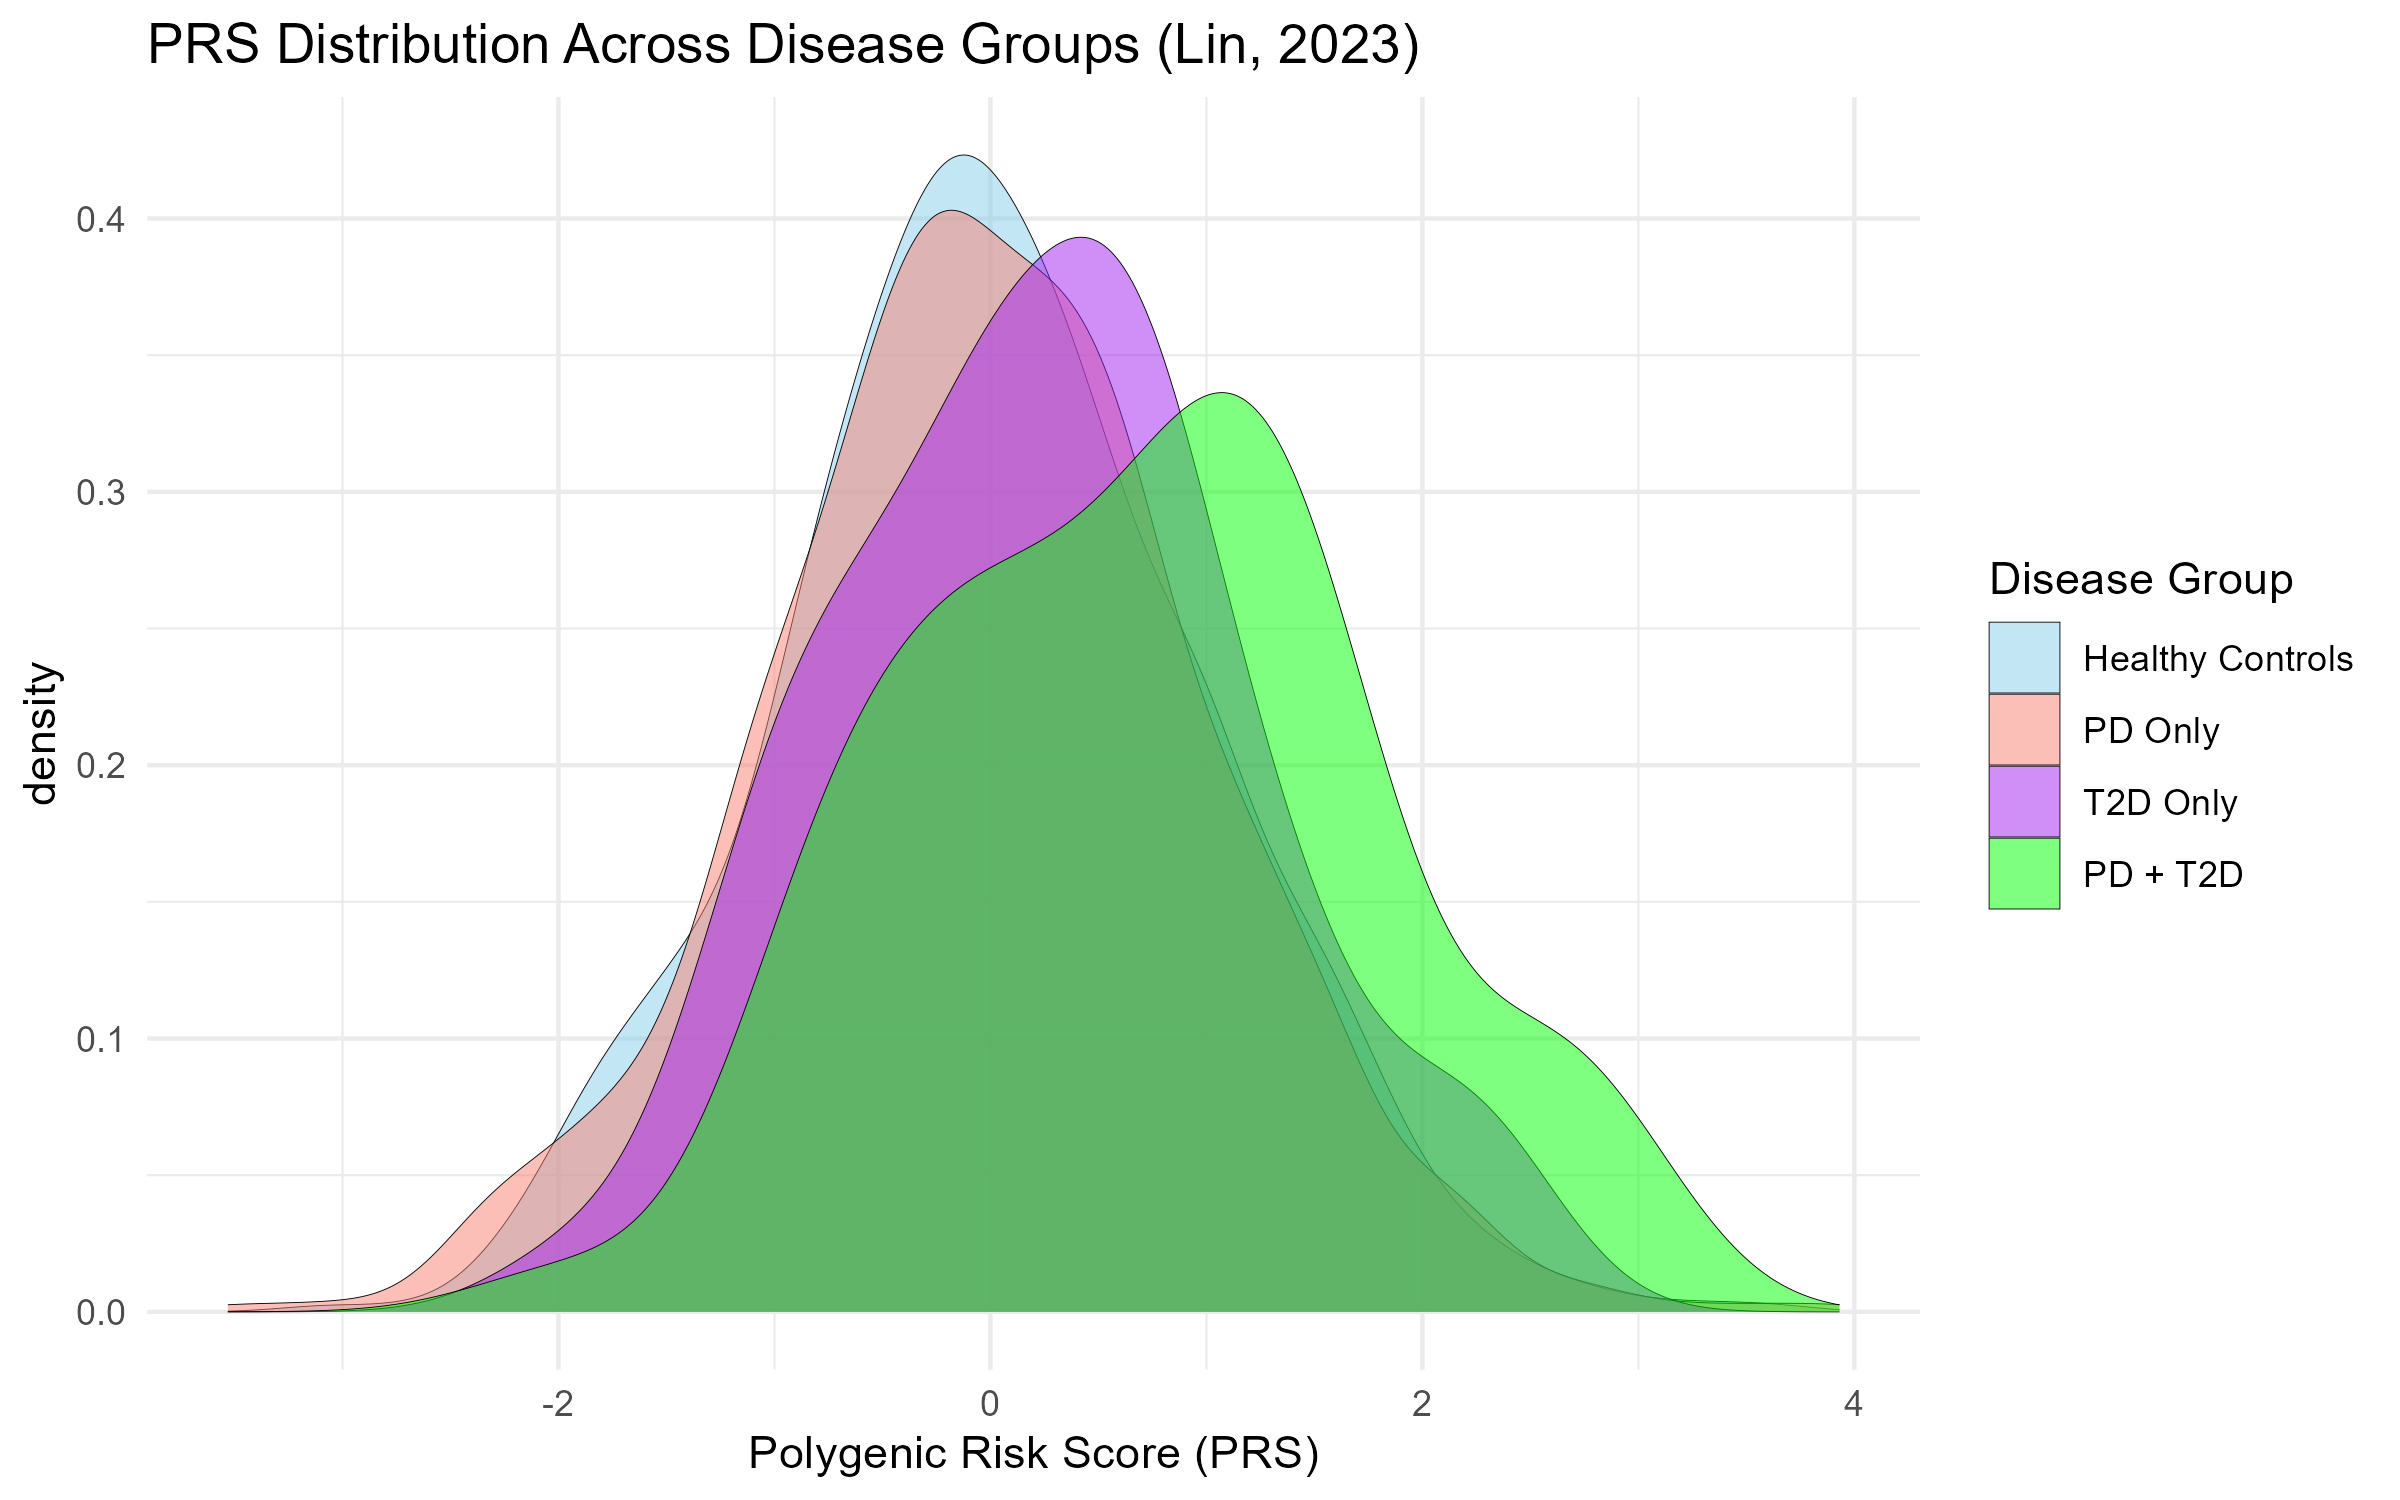 PRS Distribution Across Disease Groups (Lin, 2023)
density
0.4
0.3
0.2
0.1
0.0
-2
0
2
4
Polygenic Risk Score (PRS)
Disease Group
Healthy Controls
PD Only
T2D Only
PD + T2D